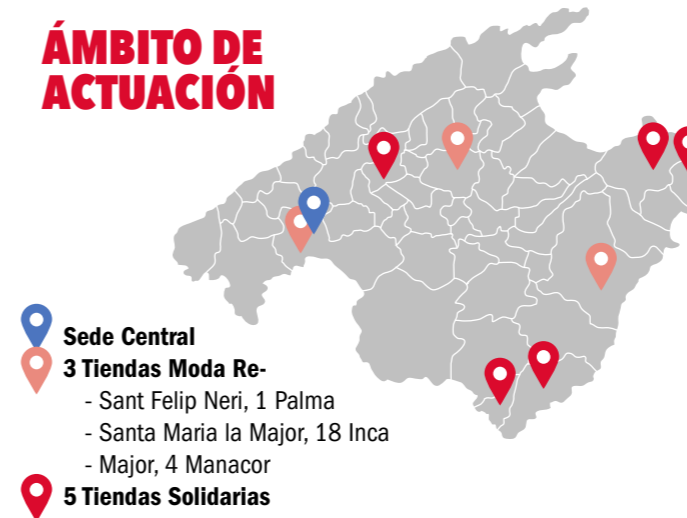 ÁMBITO DE
ACTUACIÓN
Sede Central
3 Tiendas Moda Re-
- Sant Felip Neri, 1 Palma
- Santa Maria la Major, 18 Inca
- Major, 4 Manacor
5 Tiendas Solidarias